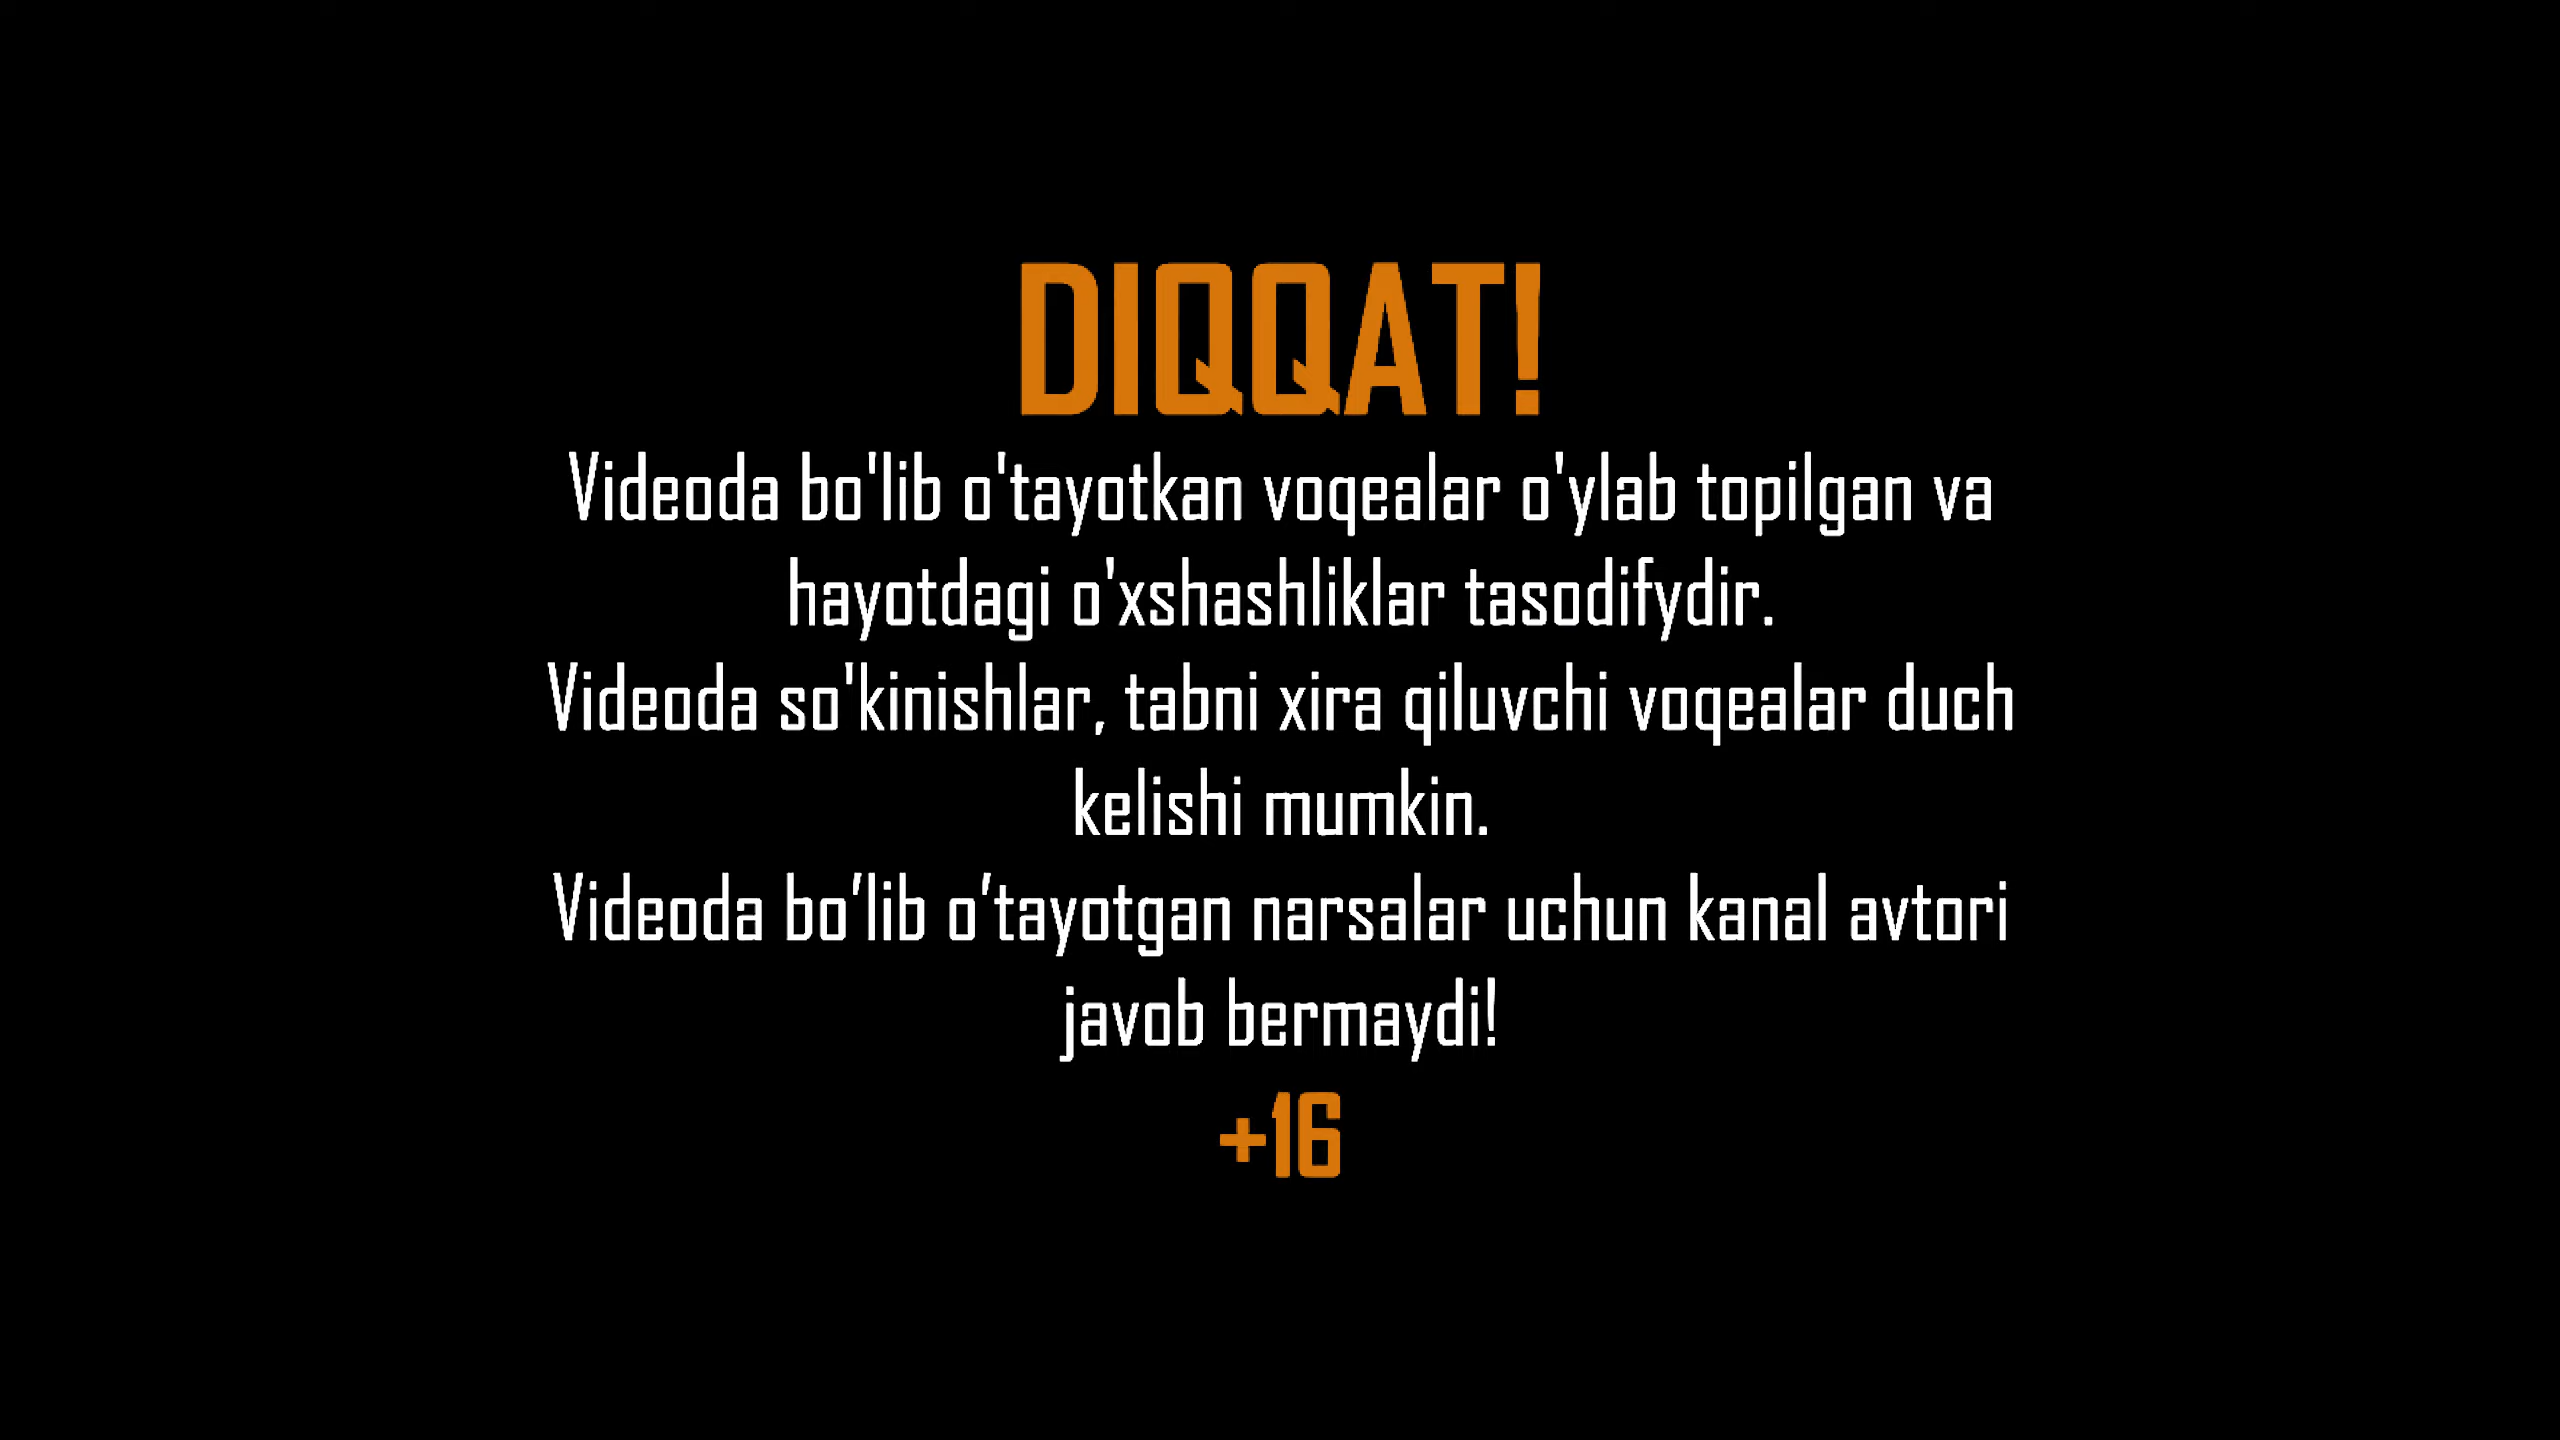 DIQQAT!
Videoda bo'lib o'tayotkan voqealar o'ylab topilgan va
hayotdagi o'xshashliklar tasodifydir.
Videoda so'kinishlar, tabni xira qiluvchi voqealar duch
kelishi mumkin.
Videoda bo’lib o’tayotgan narsalar uchun kanal avtori
javob bermaydi!
+16